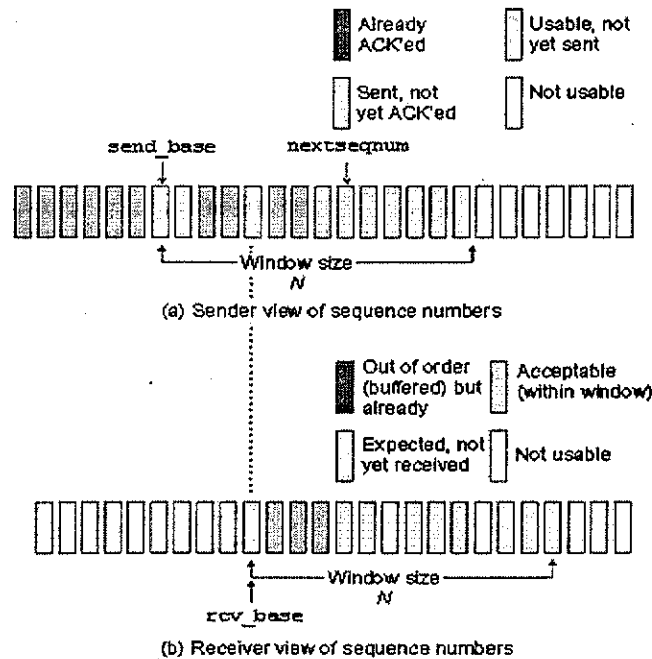 Already
ACK'ed
Usable, not
yet sent
Sent, not
yet ACK'ed
Not usable
send_base
nextseqnum
Window size
N
(a) Sender view of sequence numbers
Out of order
(buffered) but
already
Acceptable
(within window)
Expected, not
yet received
Not usable
Window size
N
rcv_base
(b) Receiver view of sequence numbers